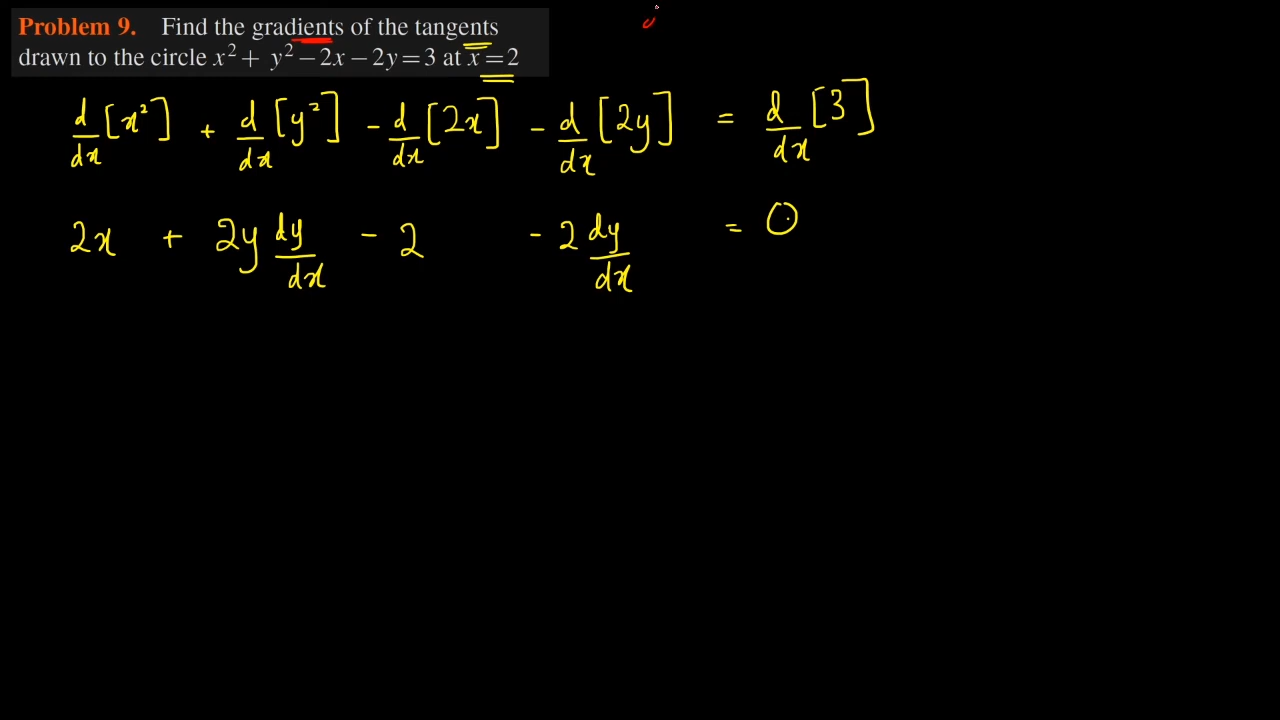 Problem 9. Find the gradients of the tangents
drawn to the circle x² + y² − 2x − 2y = 3 at x = 2
d/dx [x²] + d/dx [y²] - d/dx [2x] - d/dx [2y] = d/dx [3]
2x + 2y dy/dx - 2 - 2 dy/dx = 0